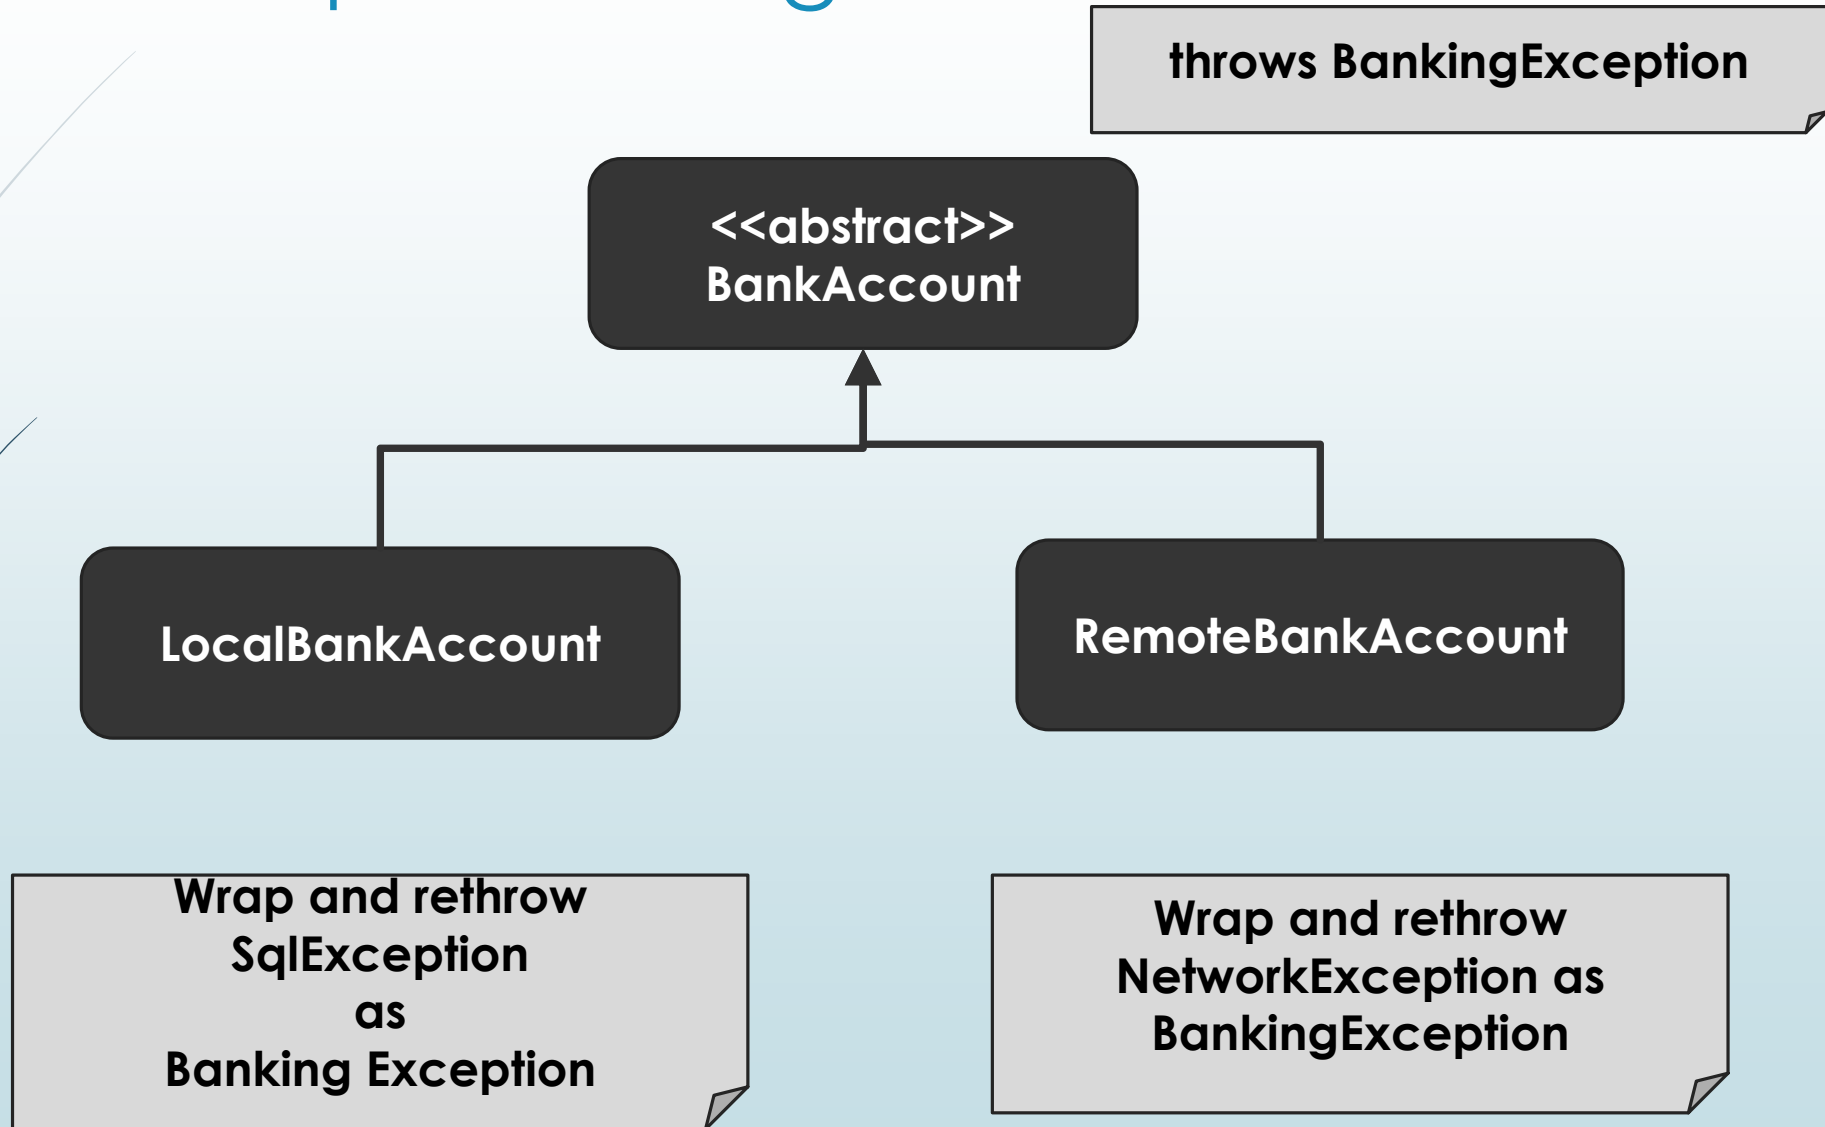 throws BankingException
<<abstract>>
BankAccount
LocalBankAccount
RemoteBankAccount
Wrap and rethrow
SqlException
as
Banking Exception
Wrap and rethrow
NetworkException as
BankingException